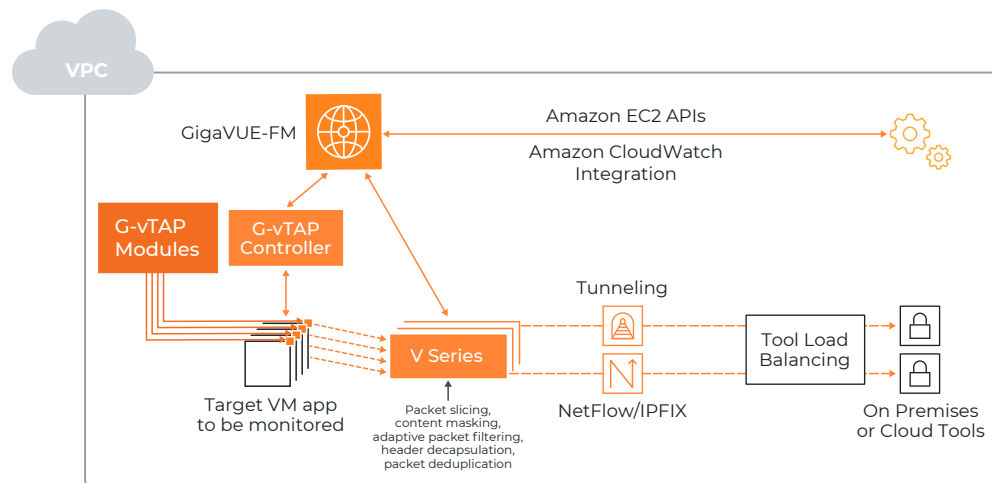 VPC
GigaVUE-FM
Amazon EC2 APIs
Amazon CloudWatch
Integration
G-vTAP
Modules
G-vTAP
Controller
Tunneling
V Series
Tool Load
Balancing
Target VM app
to be monitored
Packet slicing,
content masking,
adaptive packet filtering,
header decapsulation,
packet deduplication
NetFlow/IPFIX
On Premises
or Cloud Tools